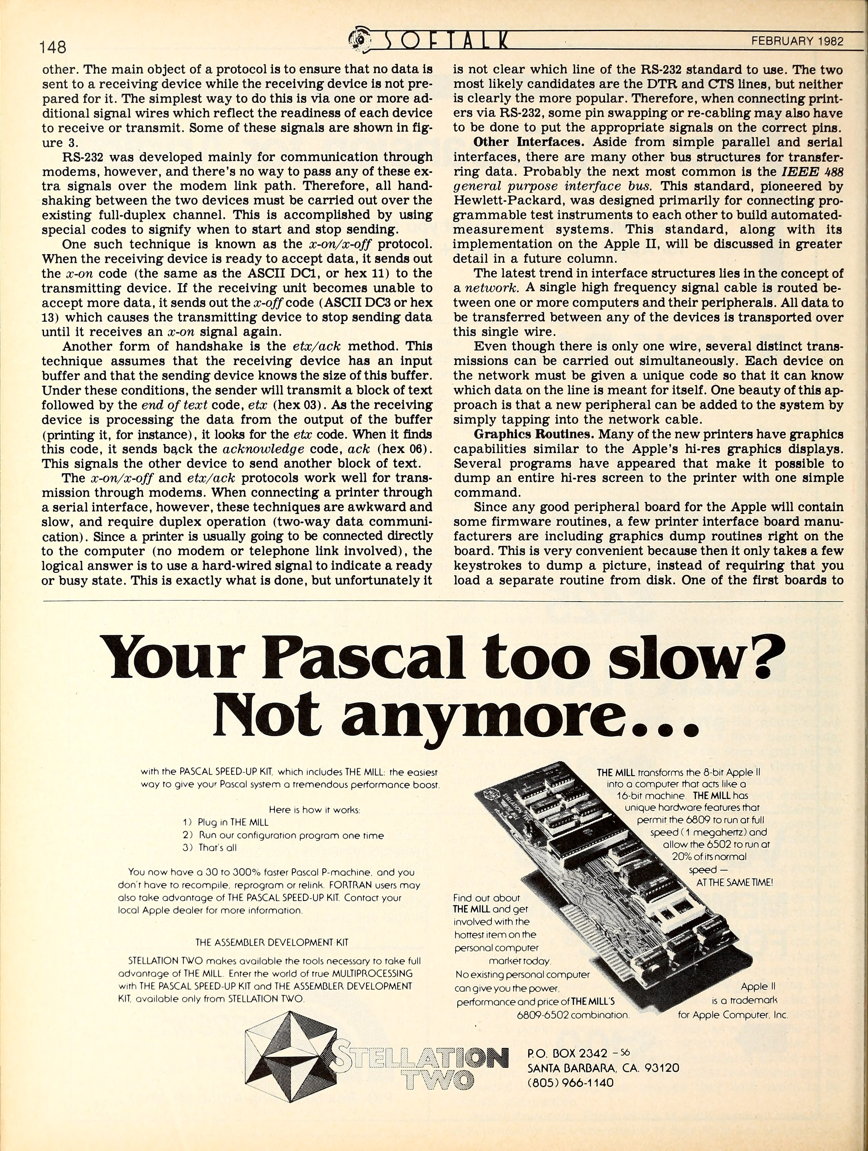 148
SOFTALK
FEBRUARY 1982
other. The main object of a protocol is to ensure that no data is
sent to a receiving device while the receiving device is not pre-
pared for it. The simplest way to do this is via one or more ad-
ditional signal wires which reflect the readiness of each device
to receive or transmit. Some of these signals are shown in fig-
ure 3.
RS-232 was developed mainly for communication through
modems, however, and there's no way to pass any of these ex-
tra signals over the modem link path. Therefore, all hand-
shaking between the two devices must be carried out over the
existing full-duplex channel. This is accomplished by using
special codes to signify when to start and stop sending.
One such technique is known as the x-on/x-off protocol.
When the receiving device is ready to accept data, it sends out
the x-on code (the same as the ASCII DC1, or hex 11) to the
transmitting device. If the receiving unit becomes unable to
accept more data, it sends out the x-off code (ASCII DC3 or hex
13) which causes the transmitting device to stop sending data
until it receives an x-on signal again.
Another form of handshake is the etx/ack method. This
technique assumes that the receiving device has an input
buffer and that the sending device knows the size of this buffer.
Under these conditions, the sender will transmit a block of text
followed by the end of text code, etx (hex 03). As the receiving
device is processing the data from the output of the buffer
(printing it, for instance), it looks for the etx code. When it finds
this code, it sends back the acknowledge code, ack (hex 06).
This signals the other device to send another block of text.
The x-on/x-off and etx/ack protocols work well for trans-
mission through modems. When connecting a printer through
a serial interface, however, these techniques are awkward and
slow, and require duplex operation (two-way data communi-
cation). Since a printer is usually going to be connected directly
to the computer (no modem or telephone link involved), the
logical answer is to use a hard-wired signal to indicate a ready
or busy state. This is exactly what is done, but unfortunately it
is not clear which line of the RS-232 standard to use. The two
most likely candidates are the DTR and CTS lines, but neither
is clearly the more popular. Therefore, when connecting print-
ers via RS-232, some pin swapping or re-cabling may also have
to be done to put the appropriate signals on the correct pins.
Other Interfaces. Aside from simple parallel and serial
interfaces, there are many other bus structures for transfer-
ring data. Probably the next most common is the IEEE 488
general purpose interface bus. This standard, pioneered by
Hewlett-Packard, was designed primarily for connecting pro-
grammable test instruments to each other to build automated-
measurement systems. This standard, along with its
implementation on the Apple II, will be discussed in greater
detail in a future column.
The latest trend in interface structures lies in the concept of
a network. A single high frequency signal cable is routed be-
tween one or more computers and their peripherals. All data to
be transferred between any of the devices is transported over
this single wire.
Even though there is only one wire, several distinct trans-
missions can be carried out simultaneously. Each device on
the network must be given a unique code so that it can know
which data on the line is meant for itself. One beauty of this ap-
proach is that a new peripheral can be added to the system by
simply tapping into the network cable.
Graphics Routines. Many of the new printers have graphics
capabilities similar to the Apple's hi-res graphics displays.
Several programs have appeared that make it possible to
dump an entire hi-res screen to the printer with one simple
command.
Since any good peripheral board for the Apple will contain
some firmware routines, a few printer interface board manu-
facturers are including graphics dump routines right on the
board. This is very convenient because then it only takes a few
keystrokes to dump a picture, instead of requiring that you
load a separate routine from disk. One of the first boards to
Your Pascal too slow?
Not anymore...
with the PASCAL SPEED-UP KIT, which includes THE MILL: the easiest
way to give your Pascal system a tremendous performance boost.
Here is how it works:
1) Plug in THE MILL
2) Run our configuration program one time
3) That's all
You now have a 30 to 300% faster Pascal P-machine, and you
don't have to recompile, reprogram or relink. FORTRAN users may
also take advantage of THE PASCAL SPEED-UP KIT. Contact your
local Apple dealer for more information.
THE ASSEMBLER DEVELOPMENT KIT
STELLATION TWO makes available the tools necessary to take full
advantage of THE MILL. Enter the world of true MULTIPROCESSING
with THE PASCAL SPEED-UP KIT and THE ASSEMBLER DEVELOPMENT
KIT, available only from STELLATION TWO.
THE MILL transforms the 8-bit Apple II
into a computer that acts like a
16-bit machine. THE MILL has
unique hardware features that
permit the 6809 to run at full
speed (1 megahertz) and
allow the 6502 to run at
20% of its normal
speed —
AT THE SAME TIME!
Find out about
THE MILL and get
involved with the
hottest item on the
personal computer
market today.
No existing personal computer
can give you the power,
performance and price of THE MILL'S
6809-6502 combination.
Apple II
is a trademark
for Apple Computer, Inc.
STELLATION
TWO
P.O. BOX 2342 - S6
SANTA BARBARA, CA. 93120
(805) 966-1140